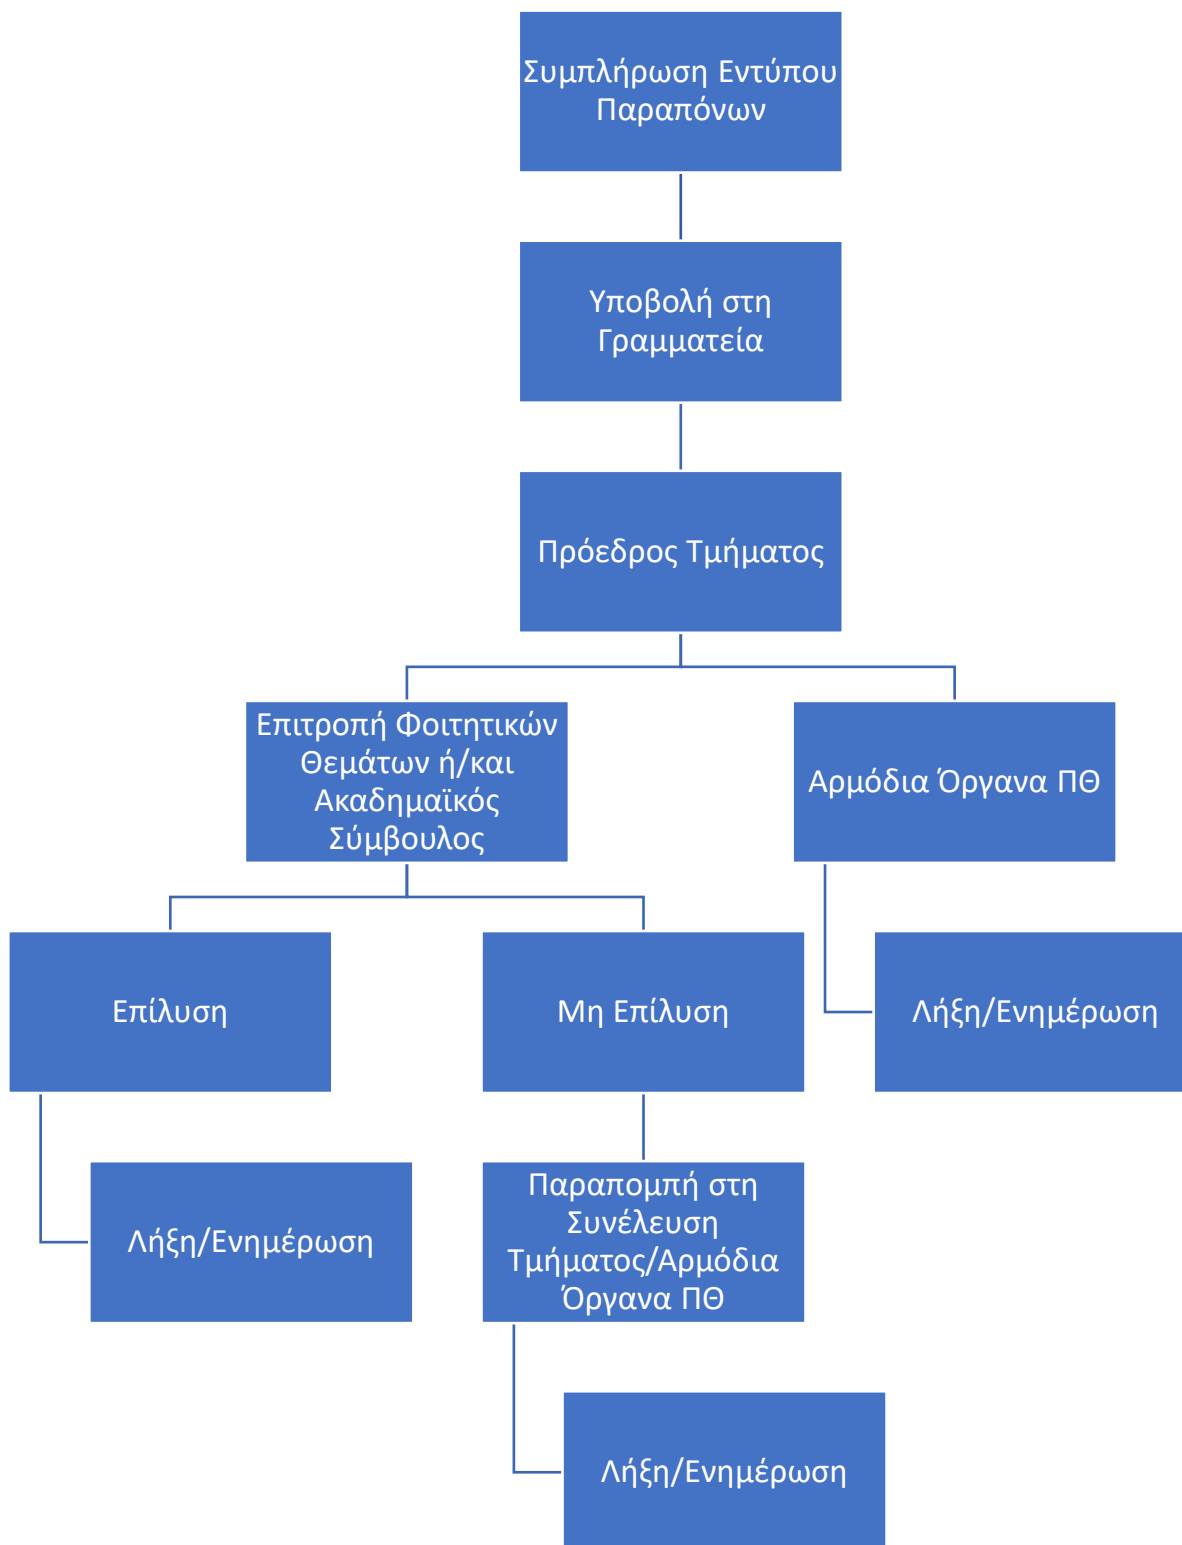 Συμπλήρωση Εντύπου
Παραπόνων
Υποβολή στη
Γραμματεία
Πρόεδρος Τμήματος
Επιτροπή Φοιτητικών
Θεμάτων ή/και
Ακαδημαϊκός
Σύμβουλος
Αρμόδια Όργανα ΠΘ
Επίλυση
Μη Επίλυση
Λήξη/Ενημέρωση
Λήξη/Ενημέρωση
Παραπομπή στη
Συνέλευση
Τμήματος/Αρμόδια
Όργανα ΠΘ
Λήξη/Ενημέρωση